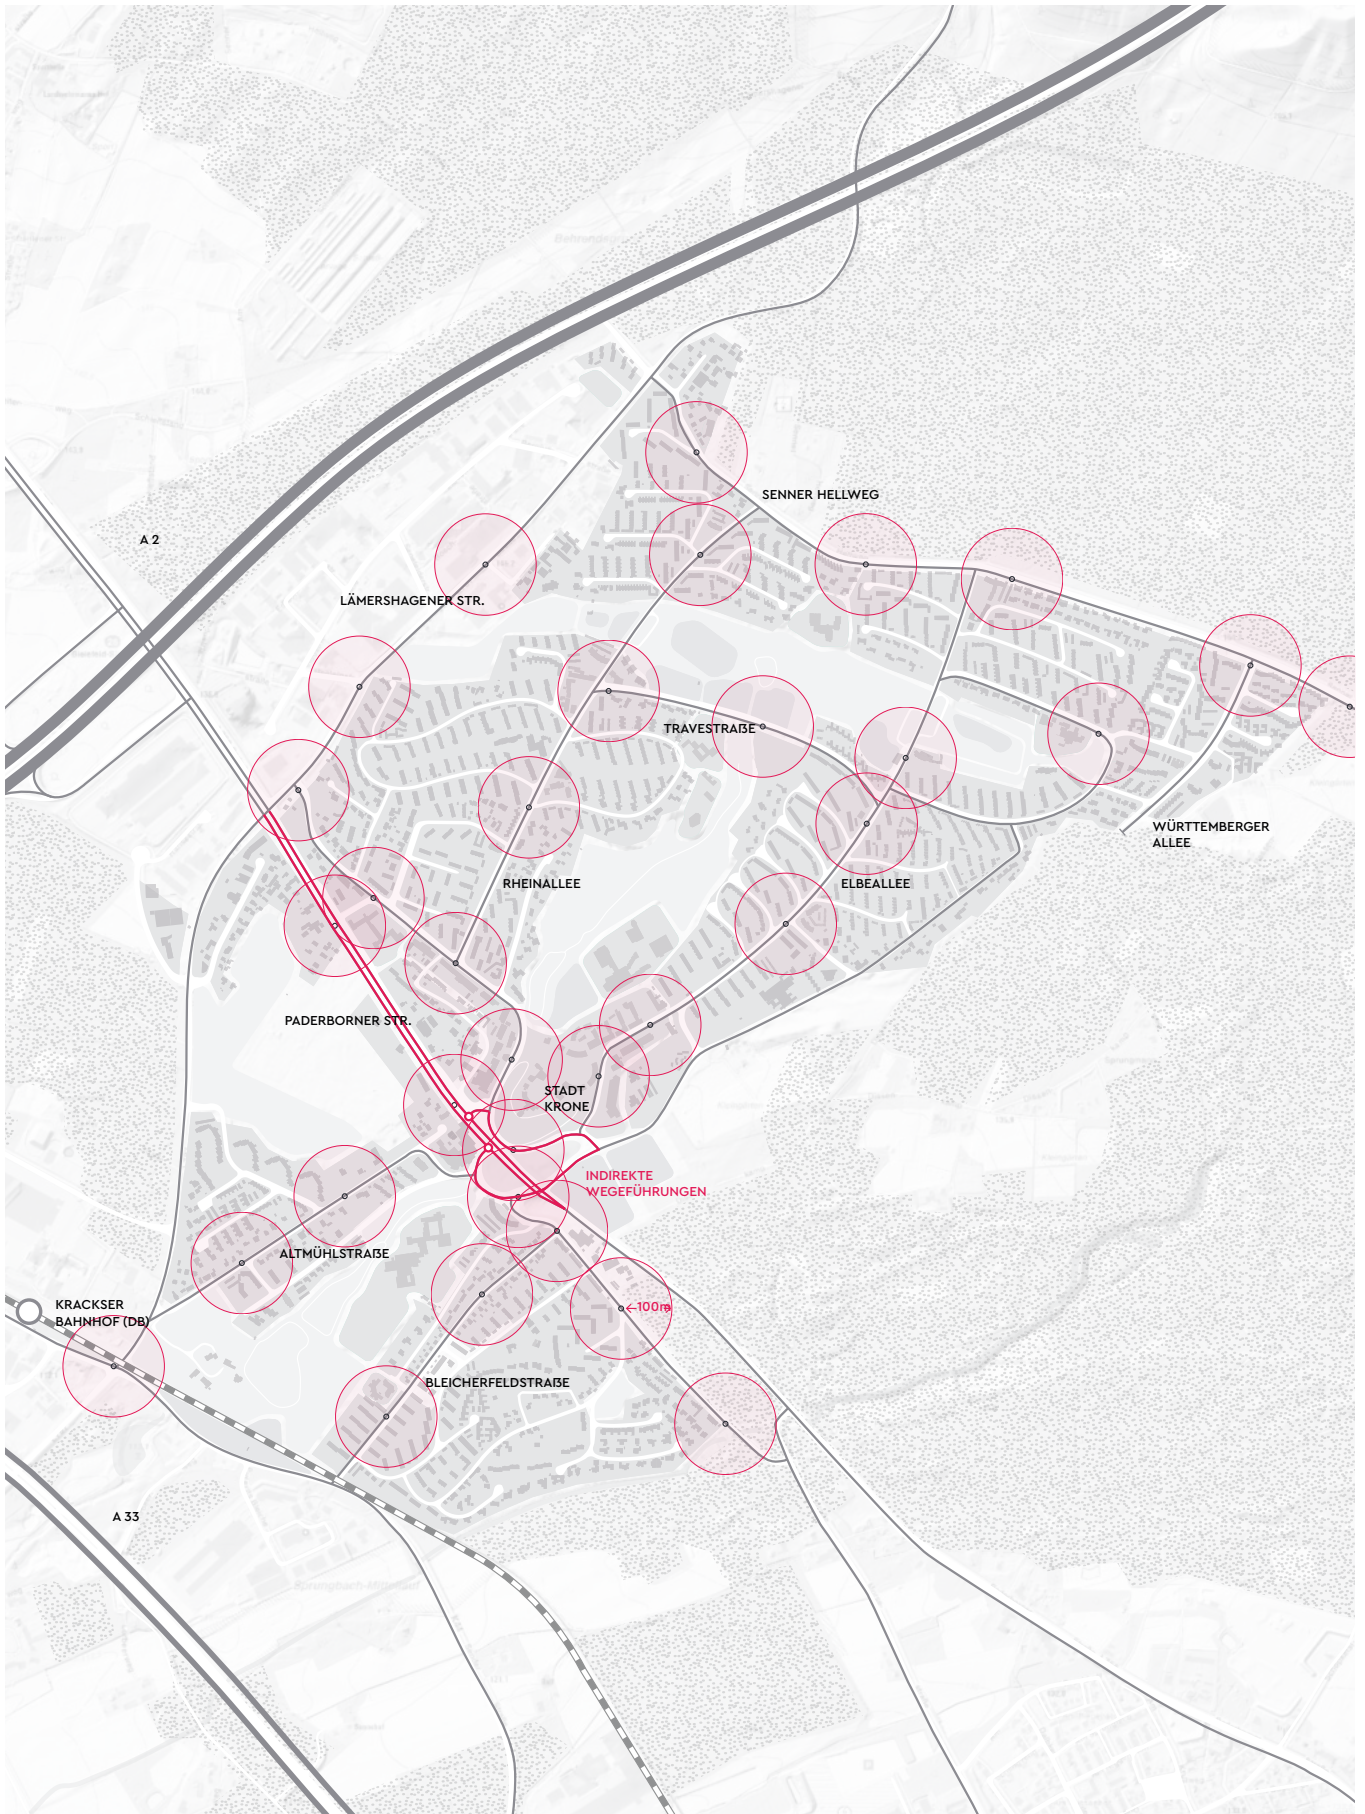 SENNER HELLWEG
A 2
LÄMERSHAGENER STR.
TRAVESTRAẞE
WÜRTTEMBERGER
ALLEE
RHEINALLEE
ELBEALLEE
PADERBORNER STR.
STADT
KRONE
INDIREKTE
WEGEFÜHRUNGEN
ALTMÜHLSTRAẞE
KRACKSER
BAHNHOF (DB)
100m
BLEICHERFELDSTRAẞE
A 33